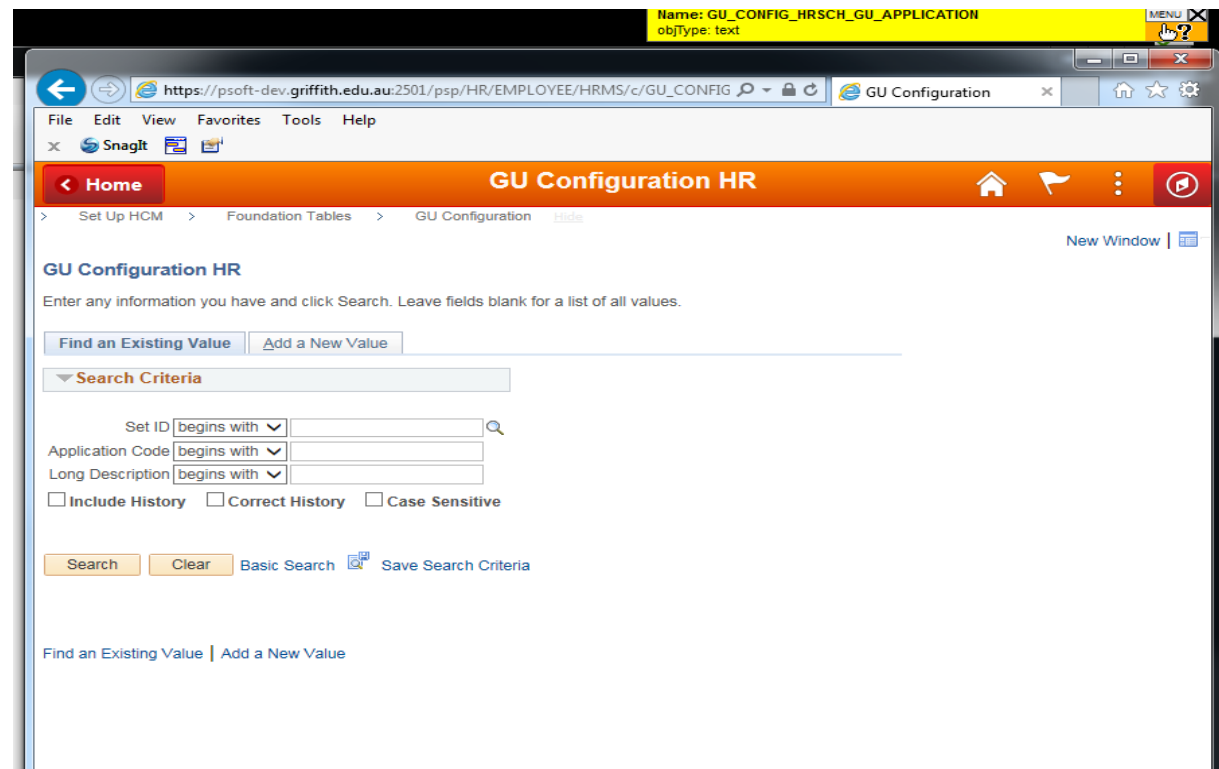 Name: GU_CONFIG_HRSCH_GU_APPLICATION
objType: text
MENU
https://psoft-dev.griffith.edu.au:2501/psp/HR/EMPLOYEE/HRMS/c/GU_CONFIG
GU Configuration
File Edit View Favorites Tools Help
x SnagIt
Home
GU Configuration HR
> Set Up HCM > Foundation Tables > GU Configuration Hide
New Window |
GU Configuration HR
Enter any information you have and click Search. Leave fields blank for a list of all values.
Find an Existing Value
Add a New Value
Search Criteria
Set ID begins with
Application Code begins with
Long Description begins with
Include History Correct History Case Sensitive
Search Clear Basic Search Save Search Criteria
Find an Existing Value | Add a New Value